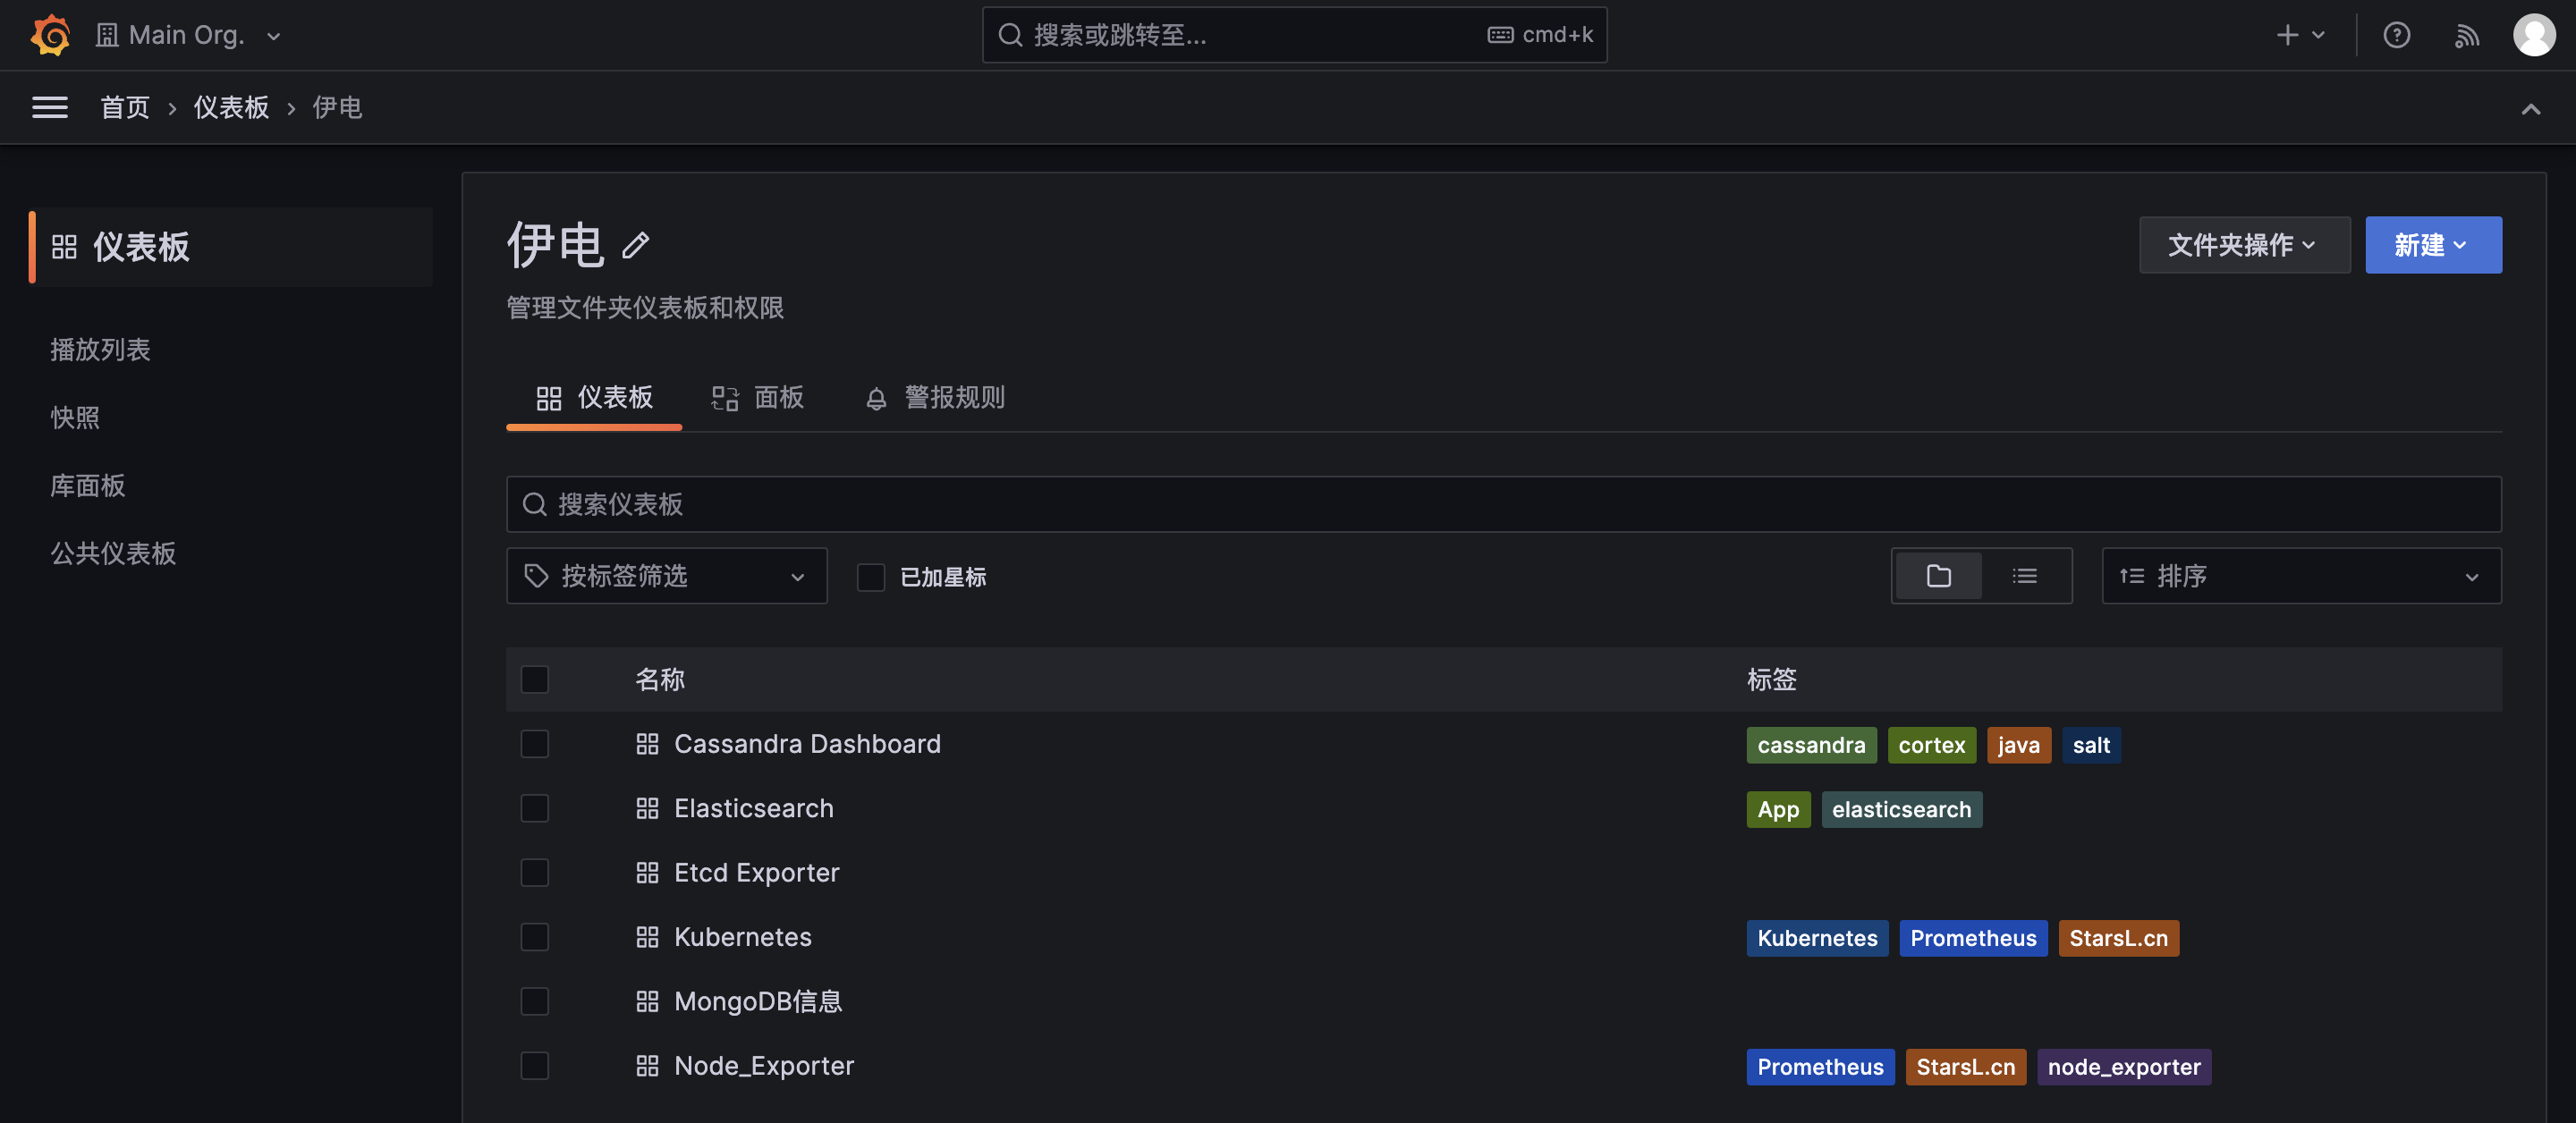 Main Org.
搜索或跳转至...
cmd+k
首页 › 仪表板 › 伊电
仪表板
播放列表
快照
库面板
公共仪表板
伊电
文件夹操作
新建
管理文件夹仪表板和权限
仪表板
面板
警报规则
搜索仪表板
按标签筛选
已加星标
排序
名称 标签
Cassandra Dashboard cassandra cortex java salt
Elasticsearch App elasticsearch
Etcd Exporter
Kubernetes Kubernetes Prometheus StarsL.cn
MongoDB信息
Node_Exporter Prometheus StarsL.cn node_exporter